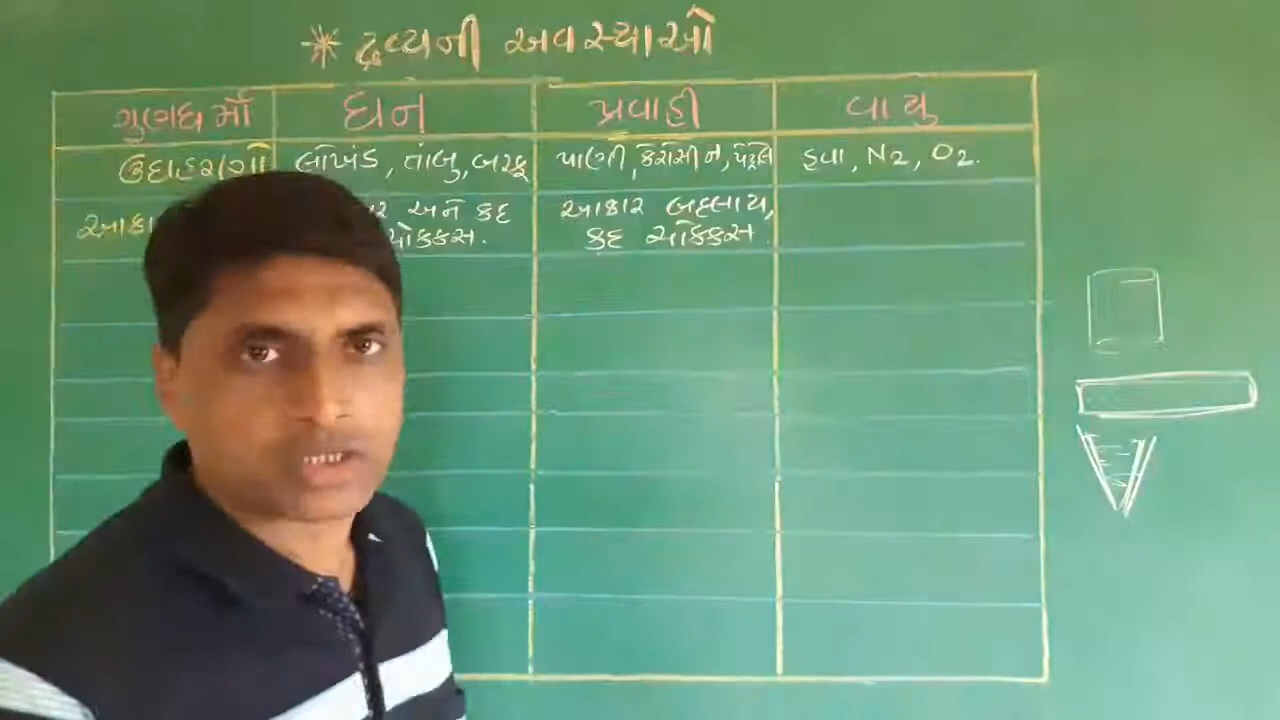 * દ્રવ્યની અવસ્થાઓ
ગુણધર્મો ઘન પ્રવાહી વાયુ
ઉદાહરણો લોખંડ, તાંબુ, બરફ પાણી, કેરોસીન, પેટ્રોલ હવા, N2, O2.
આકા અને કદ આકાર બદલાય,
ચોક્કસ. કદ ચોક્કસ.